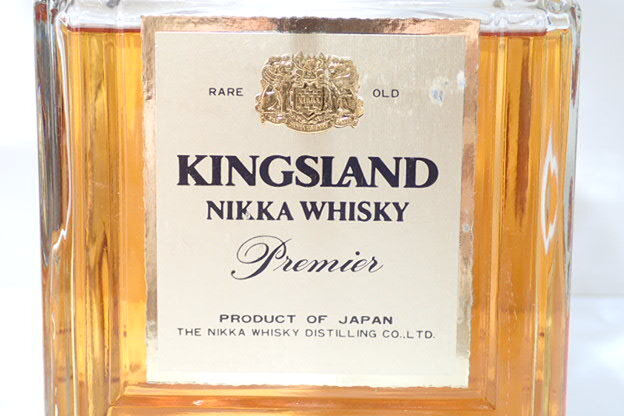 RARE OLD
KINGSLAND
NIKKA WHISKY
Premier
PRODUCT OF JAPAN
THE NIKKA WHISKY DISTILLING CO.,LTD.